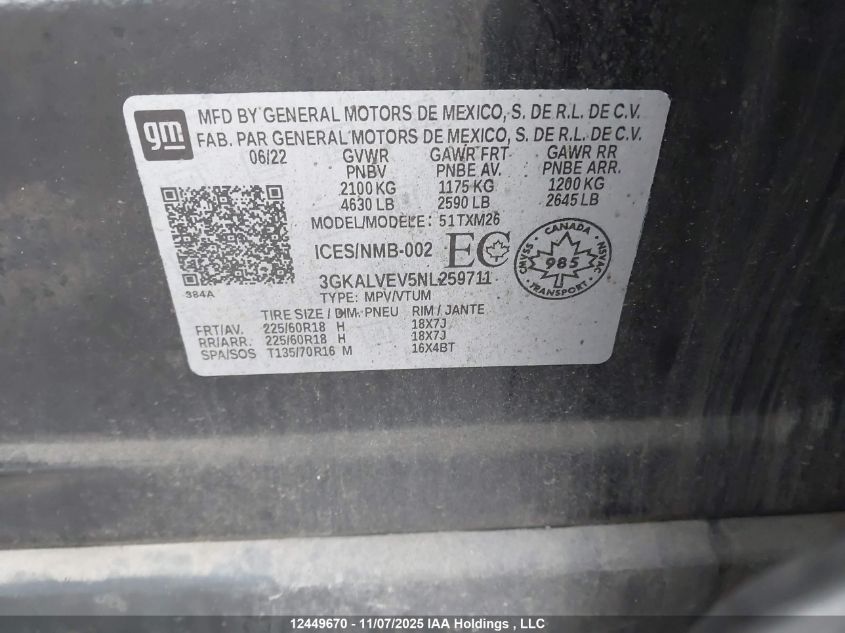 gm
MFD BY GENERAL MOTORS DE MEXICO, S. DE R.L. DE C.V.
FAB. PAR GENERAL MOTORS DE MEXICO, S. DE R.L. DE C.V.
06/22 GVWR GAWR FRT GAWR RR
PNBV PNBE AV. PNBE ARR.
2100 KG 1175 KG 1200 KG
4630 LB 2590 LB 2645 LB
MODEL/MODELE: 51TXM26
ICES/NMB-002 EC
CANADA
CMVSS 985 NSVAC
TRANSPORT
3GKALVEV5NL259711
384A
TYPE: MPV/VTUM
TIRE SIZE / DIM. PNEU RIM / JANTE
FRT/AV. 225/60R18 H 18X7J
RR/ARR. 225/60R18 H 18X7J
SPA/SOS T135/70R16 M 16X4BT
12449670 - 11/07/2025 IAA Holdings , LLC